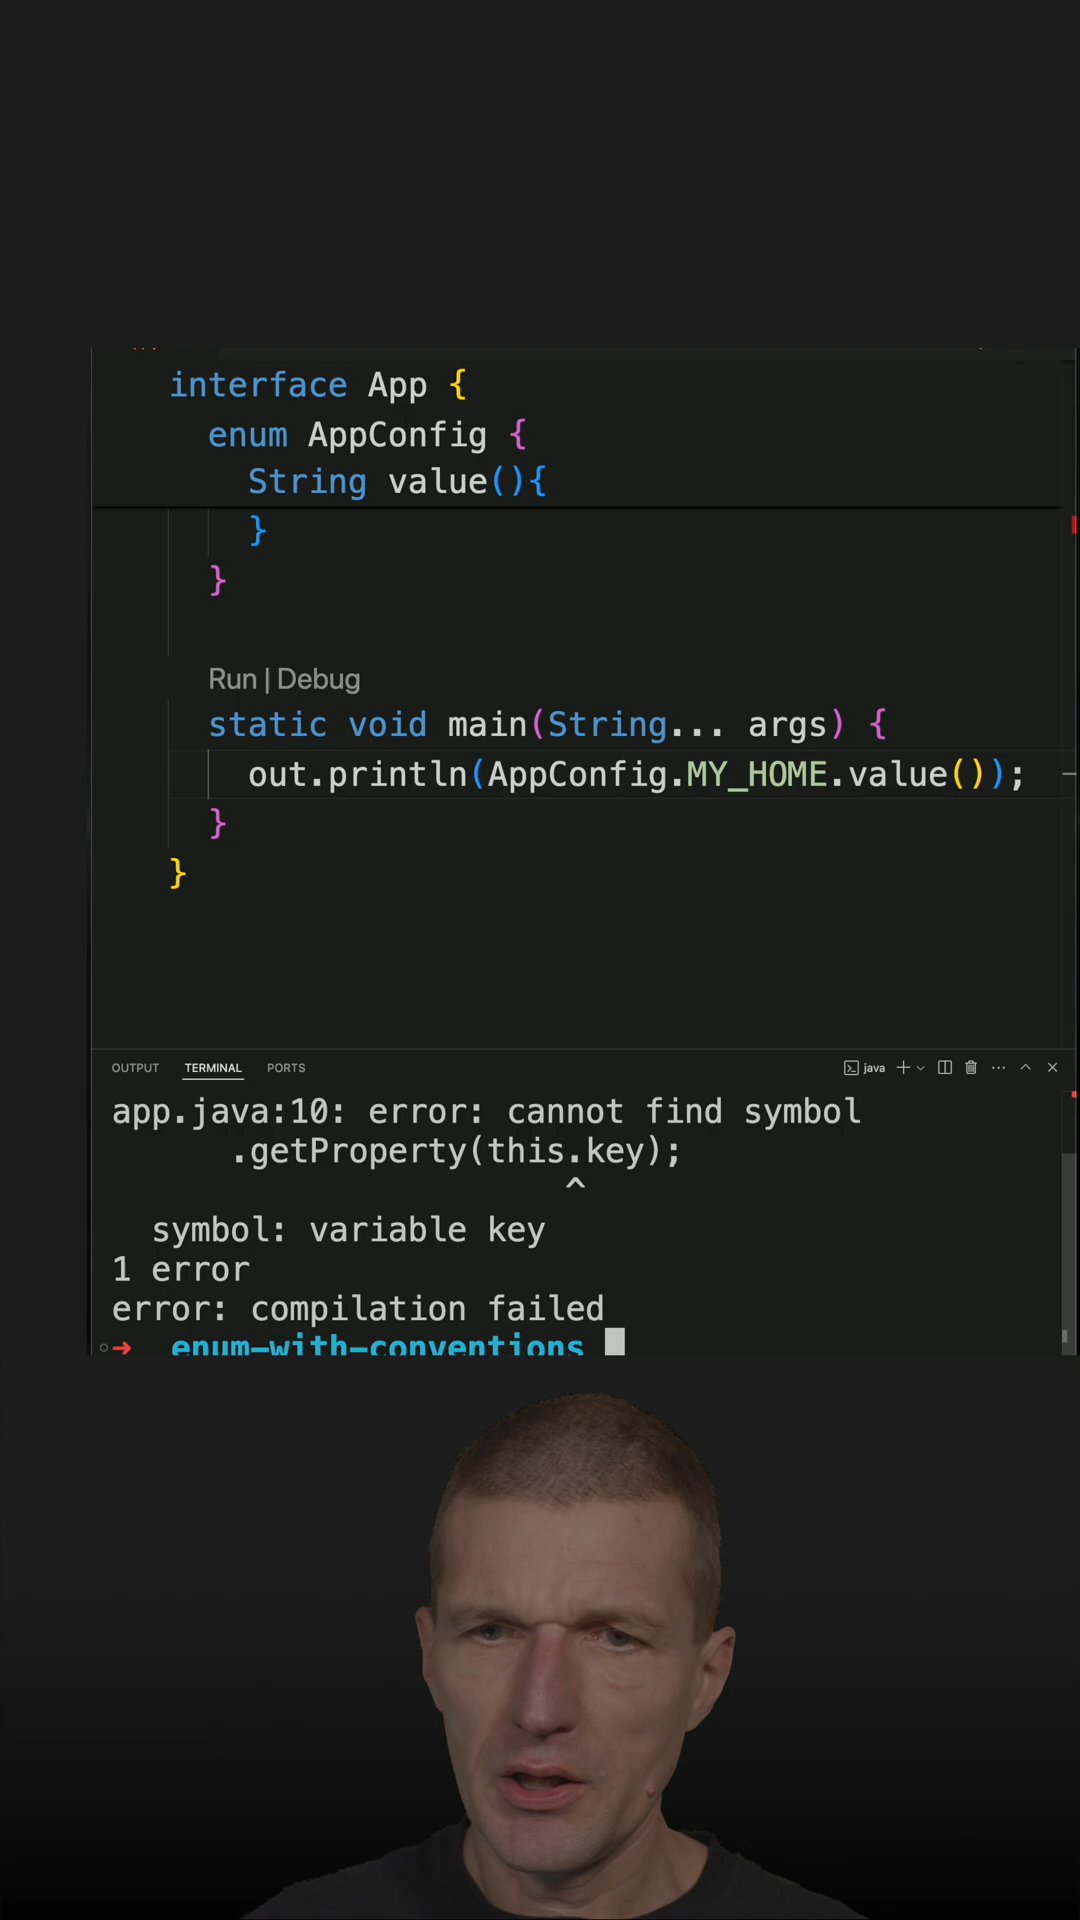 interface App {
enum AppConfig {
String value(){
}
}
Run | Debug
static void main(String... args) {
out.println(AppConfig.MY_HOME.value());
}
}
OUTPUT TERMINAL PORTS java
app.java:10: error: cannot find symbol
.getProperty(this.key);
^
symbol: variable key
1 error
error: compilation failed
➜ enum-with-conventions